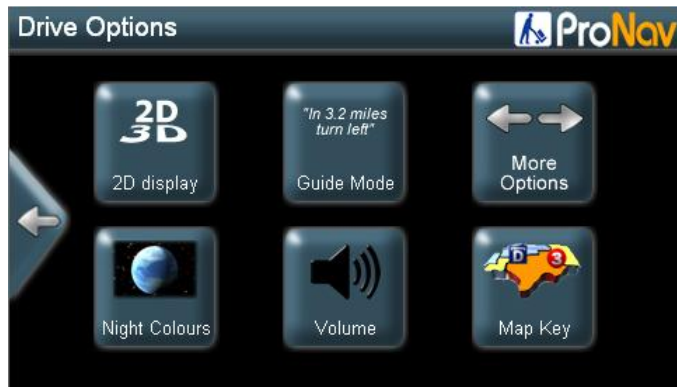 Drive Options
ProNav
2D
3D
2D display
"In 3.2 miles
turn left"
Guide Mode
More
Options
Night Colours
Volume
D 3
Map Key